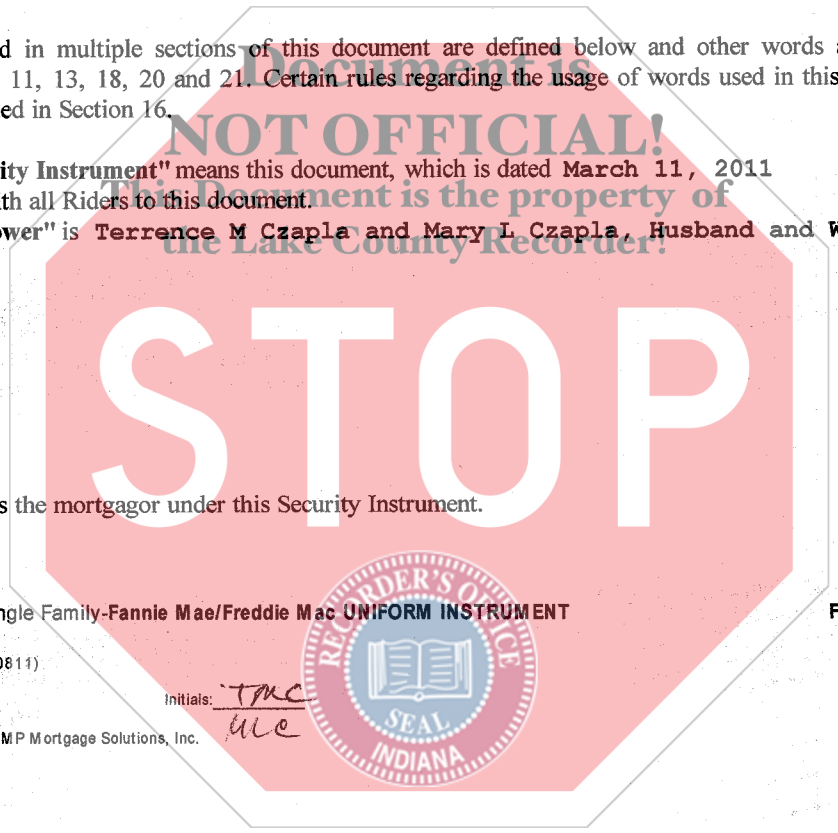 d in multiple sections of this document are defined below and other words a
Document is
11, 13, 18, 20 and 21. Certain rules regarding the usage of words used in this
ed in Section 16.
NOT OFFICIAL!
ity Instrument" means this document, which is dated March 11, 2011
This Document is the property of
th all Riders to this document.
ower" is Terrence M Czapla and Mary L Czapla, Husband and W
the Lake County Recorder!
STOP
s the mortgagor under this Security Instrument.
ngle Family-Fannie Mae/Freddie Mac UNIFORM INSTRUMENT F
0811)
RECORDER'S OFFICE
Initials: TMC
MLC
SEAL
MP Mortgage Solutions, Inc.
INDIANA